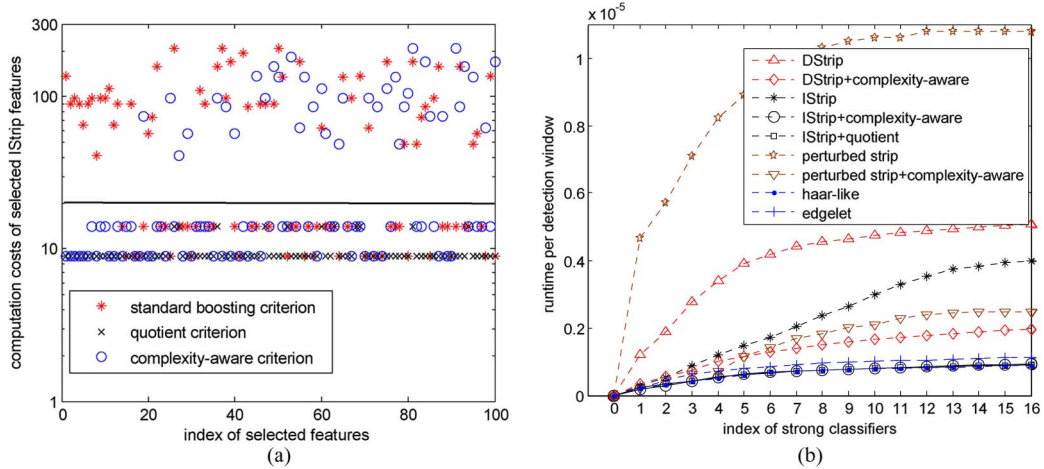 300
100
10
1
computation costs of selected IStrip features
standard boosting criterion
quotient criterion
complexity-aware criterion
0 20 40 60 80 100
index of selected features
(a)
x 10^-5
1
0.8
0.6
0.4
0.2
0
runtime per detection window
DStrip
DStrip+complexity-aware
IStrip
IStrip+complexity-aware
IStrip+quotient
perturbed strip
perturbed strip+complexity-aware
haar-like
edgelet
0 1 2 3 4 5 6 7 8 9 10 11 12 13 14 15 16
index of strong classifiers
(b)